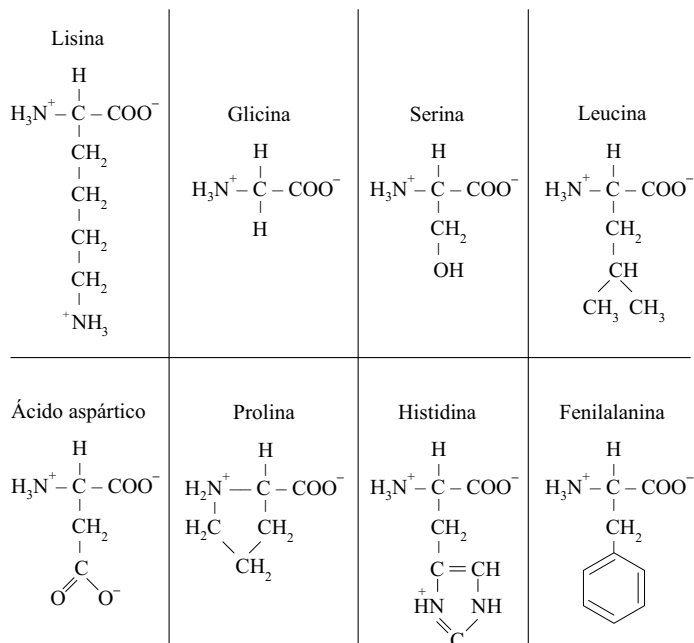 Lisina
H
H₃N⁺ – C – COO⁻
CH₂
CH₂
CH₂
CH₂
⁺NH₃
Glicina
H
H₃N⁺ – C – COO⁻
H
Serina
H
H₃N⁺ – C – COO⁻
CH₂
OH
Leucina
H
H₃N⁺ – C – COO⁻
CH₂
CH
CH₃ CH₃
Ácido aspártico
H
H₃N⁺ – C – COO⁻
CH₂
C
O O⁻
Prolina
H
H₂N⁺ — C – COO⁻
H₂C CH₂
CH₂
Histidina
H
H₃N⁺ – C – COO⁻
CH₂
C = CH
HN⁺ NH
C
Fenilalanina
H
H₃N⁺ – C – COO⁻
CH₂